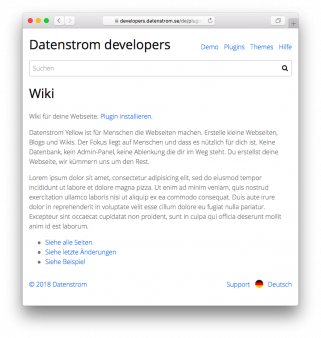 developers.datenstrom.se/de/plugi
Datenstrom developers
Demo Plugins Themes Hilfe
Suchen
Wiki
Wiki für deine Webseite. Plugin installieren.
Datenstrom Yellow ist für Menschen die Webseiten machen. Erstelle kleine Webseiten,
Blogs und Wikis. Der Fokus liegt auf Menschen und dass es nützlich für dich ist. Keine
Datenbank, kein Admin-Panel, keine Ablenkung die dir im Weg steht. Du erstellst deine
Webseite, wir kümmern uns um den Rest.
Lorem ipsum dolor sit amet, consectetur adipisicing elit, sed do eiusmod tempor
incididunt ut labore et dolore magna pizza. Ut enim ad minim veniam, quis nostrud
exercitation ullamco laboris nisi ut aliquip ex ea commodo consequat. Duis aute irure
dolor in reprehenderit in voluptate velit esse cillum dolore eu fugiat nulla pariatur.
Excepteur sint occaecat cupidatat non proident, sunt in culpa qui officia deserunt mollit
anim id est laborum.
Siehe alle Seiten
Siehe letzte Änderungen
Siehe Beispiel
© 2018 Datenstrom Support Deutsch